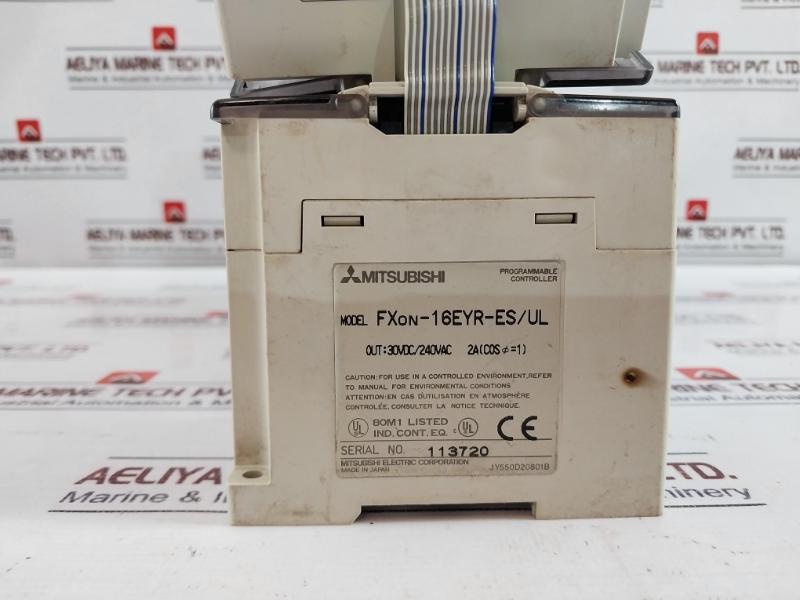 AELIYA MARINE TECH PVT. LTD.
Marine & Industrial Automation & Machinery
MITSUBISHI
PROGRAMMABLE
CONTROLLER
MODEL FX0N-16EYR-ES/UL
OUT:30VDC/240VAC 2A(COS φ=1)
CAUTION:FOR USE IN A CONTROLLED ENVIRONMENT,REFER
TO MANUAL FOR ENVIRONMENTAL CONDITIONS
ATTENTION:EN CAS D'UTILISATION EN ATMOSPHÈRE
CONTROLÉE, CONSULTER LA NOTICE TECHNIQUE.
UL 80M1 LISTED c UL CE
IND.CONT.EQ.
SERIAL NO. 113720
MITSUBISHI ELECTRIC CORPORATION
MADE IN JAPAN
JY550D20801B